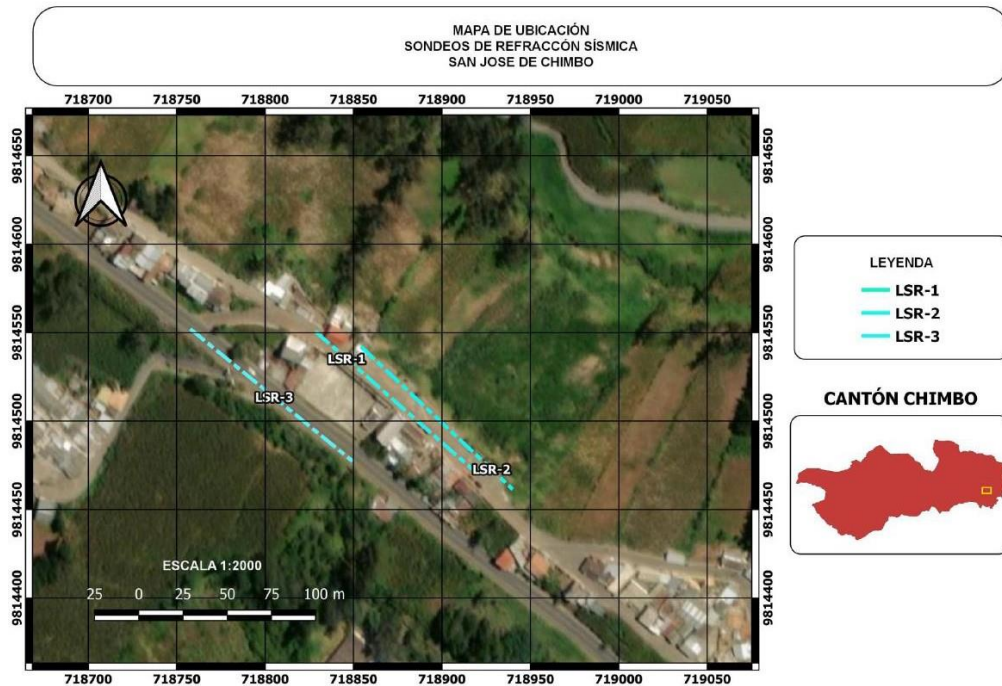 MAPA DE UBICACIÓN
SONDEOS DE REFRACCÓN SÍSMICA
SAN JOSE DE CHIMBO
718700 718750 718800 718850 718900 718950 719000 719050
9814650
9814600
9814550
9814500
9814450
9814400
9814650
9814600
9814550
9814500
9814450
9814400
LSR-1
LSR-3
LSR-2
ESCALA 1:2000
25 0 25 50 75 100 m
718700 718750 718800 718850 718900 718950 719000 719050
LEYENDA
LSR-1
LSR-2
LSR-3
CANTÓN CHIMBO